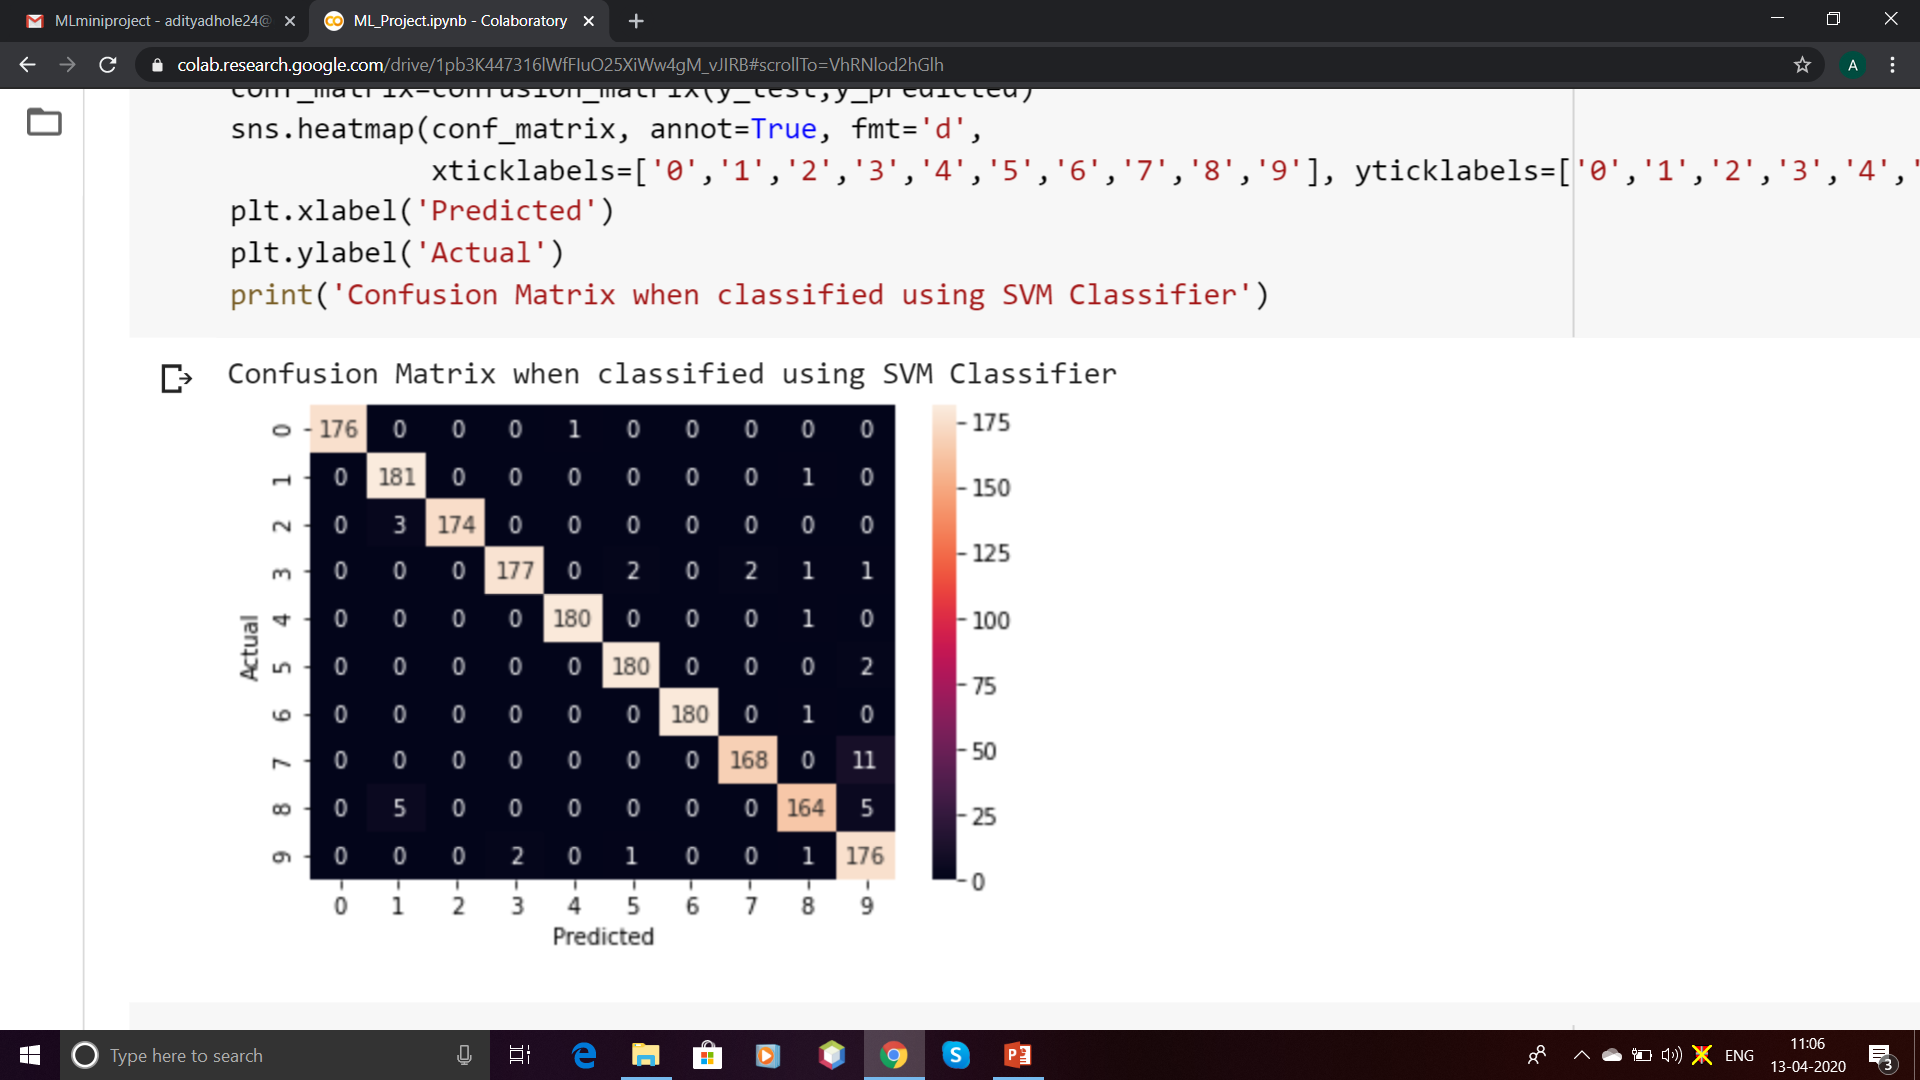 MLminiproject - adityadhole24@
ML_Project.ipynb - Colaboratory
colab.research.google.com/drive/1pb3K447316lWfFIuO25XiWw4gM_vJIRB#scrollTo=VhRNlod2hGlh
A
conf_matrix=confusion_matrix(y_test,y_predicted)
sns.heatmap(conf_matrix, annot=True, fmt='d',
xticklabels=['0','1','2','3','4','5','6','7','8','9'], yticklabels=['0','1','2','3','4','
plt.xlabel('Predicted')
plt.ylabel('Actual')
print('Confusion Matrix when classified using SVM Classifier')
Confusion Matrix when classified using SVM Classifier
0 176 0 0 0 1 0 0 0 0 0
1 0 181 0 0 0 0 0 0 1 0
2 0 3 174 0 0 0 0 0 0 0
3 0 0 0 177 0 2 0 2 1 1
4 0 0 0 0 180 0 0 0 1 0
5 0 0 0 0 0 180 0 0 0 2
6 0 0 0 0 0 0 180 0 1 0
7 0 0 0 0 0 0 0 168 0 11
8 0 5 0 0 0 0 0 0 164 5
9 0 0 0 2 0 1 0 0 1 176
0 1 2 3 4 5 6 7 8 9
Predicted
Actual
175
150
125
100
75
50
25
0
Type here to search
ENG
11:06
13-04-2020
3